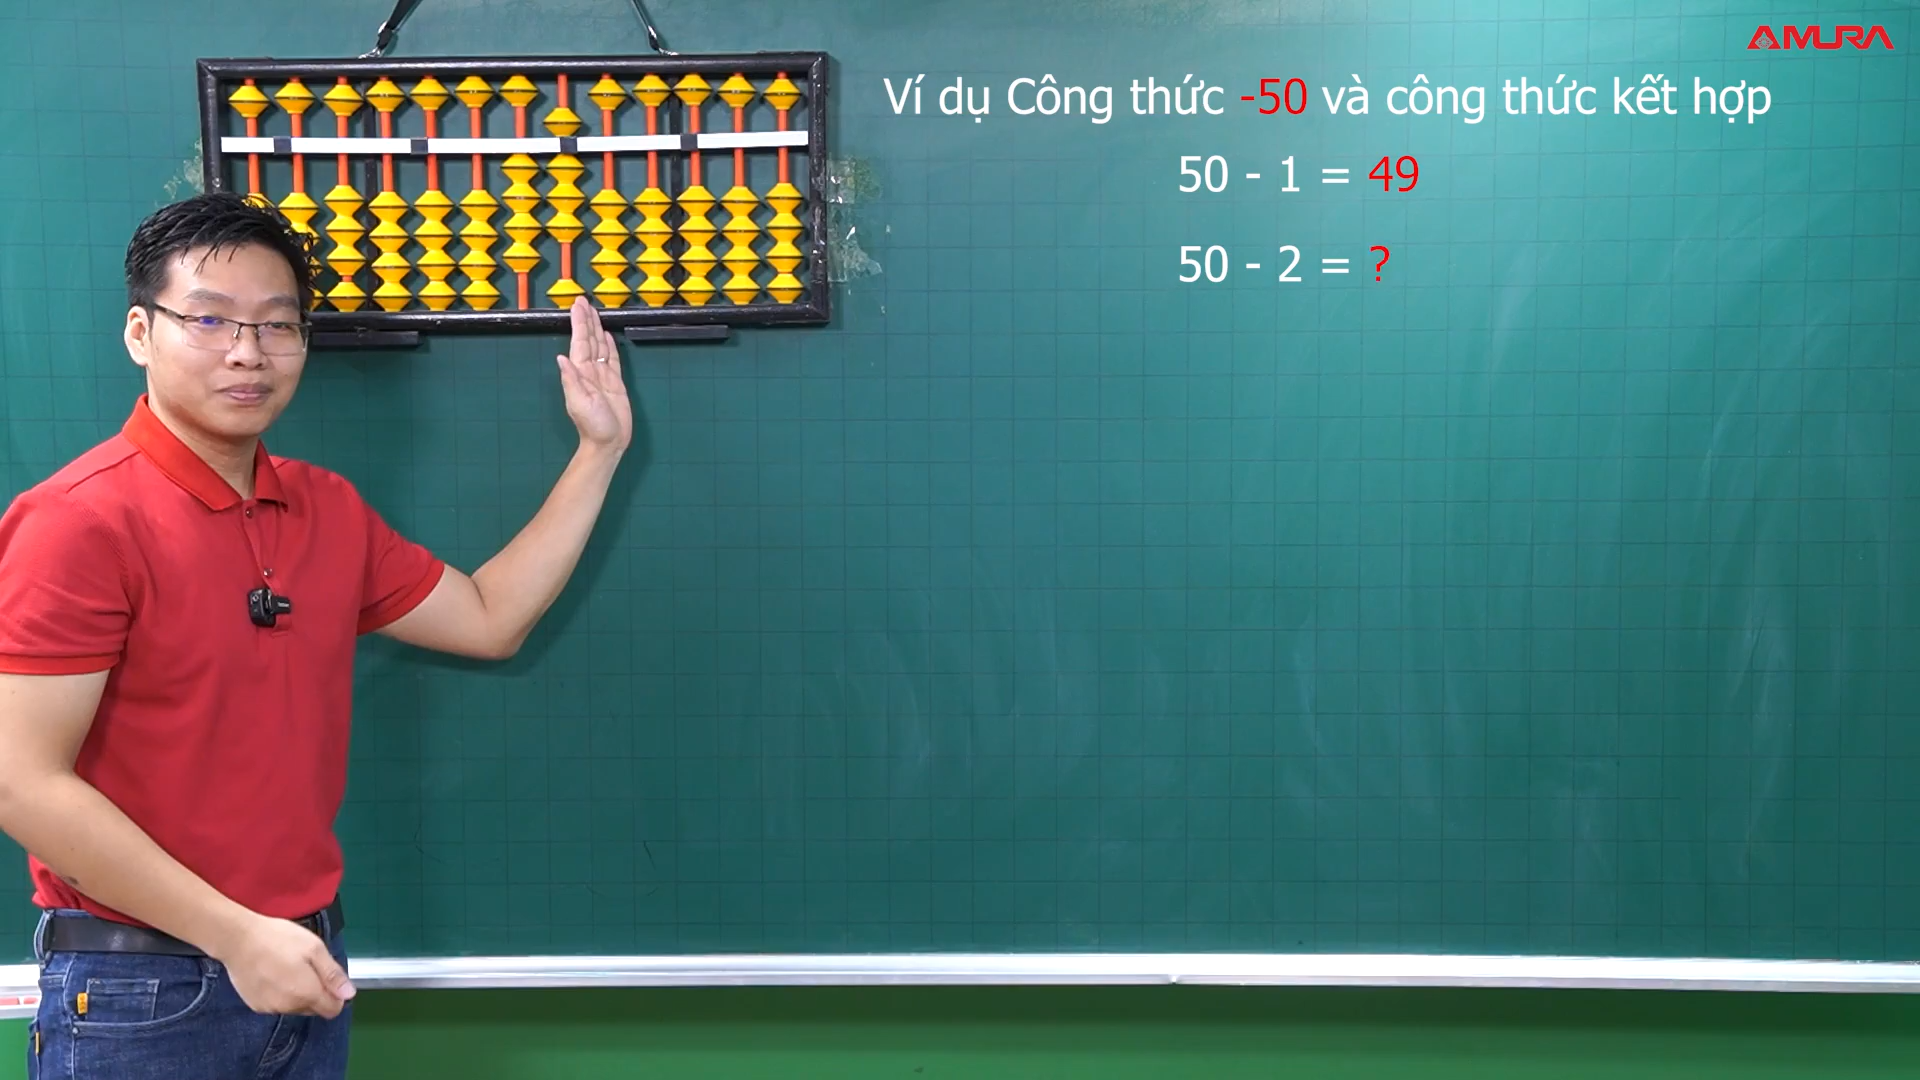 AMURA
Ví dụ Công thức -50 và công thức kết hợp
50 - 1 = 49
50 - 2 = ?